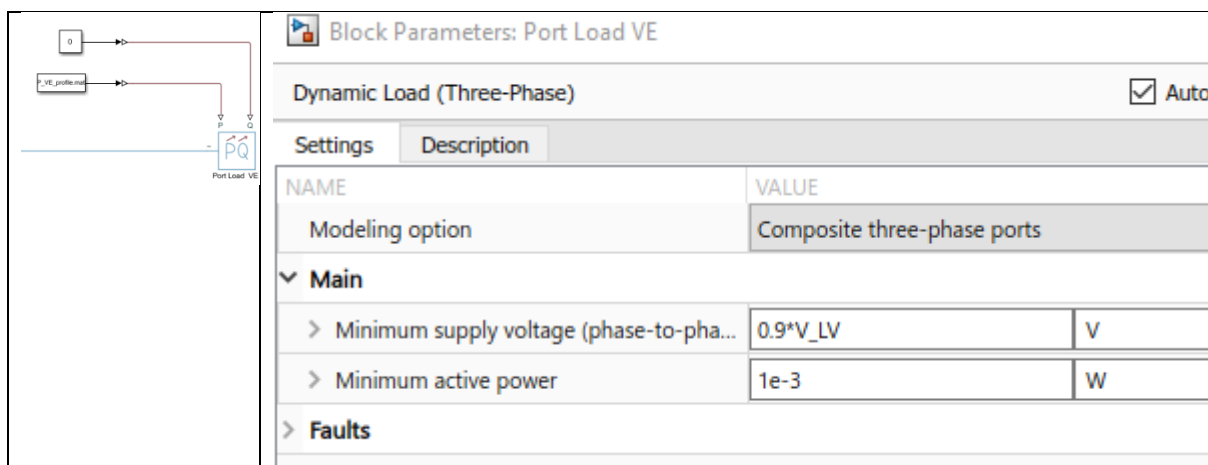 0
P_VE_profile.mat
P Q
PQ
Port Load VE
Block Parameters: Port Load VE
Dynamic Load (Three-Phase)
Auto
Settings Description
NAME VALUE
Modeling option Composite three-phase ports
Main
Minimum supply voltage (phase-to-pha... 0.9*V_LV V
Minimum active power 1e-3 W
Faults